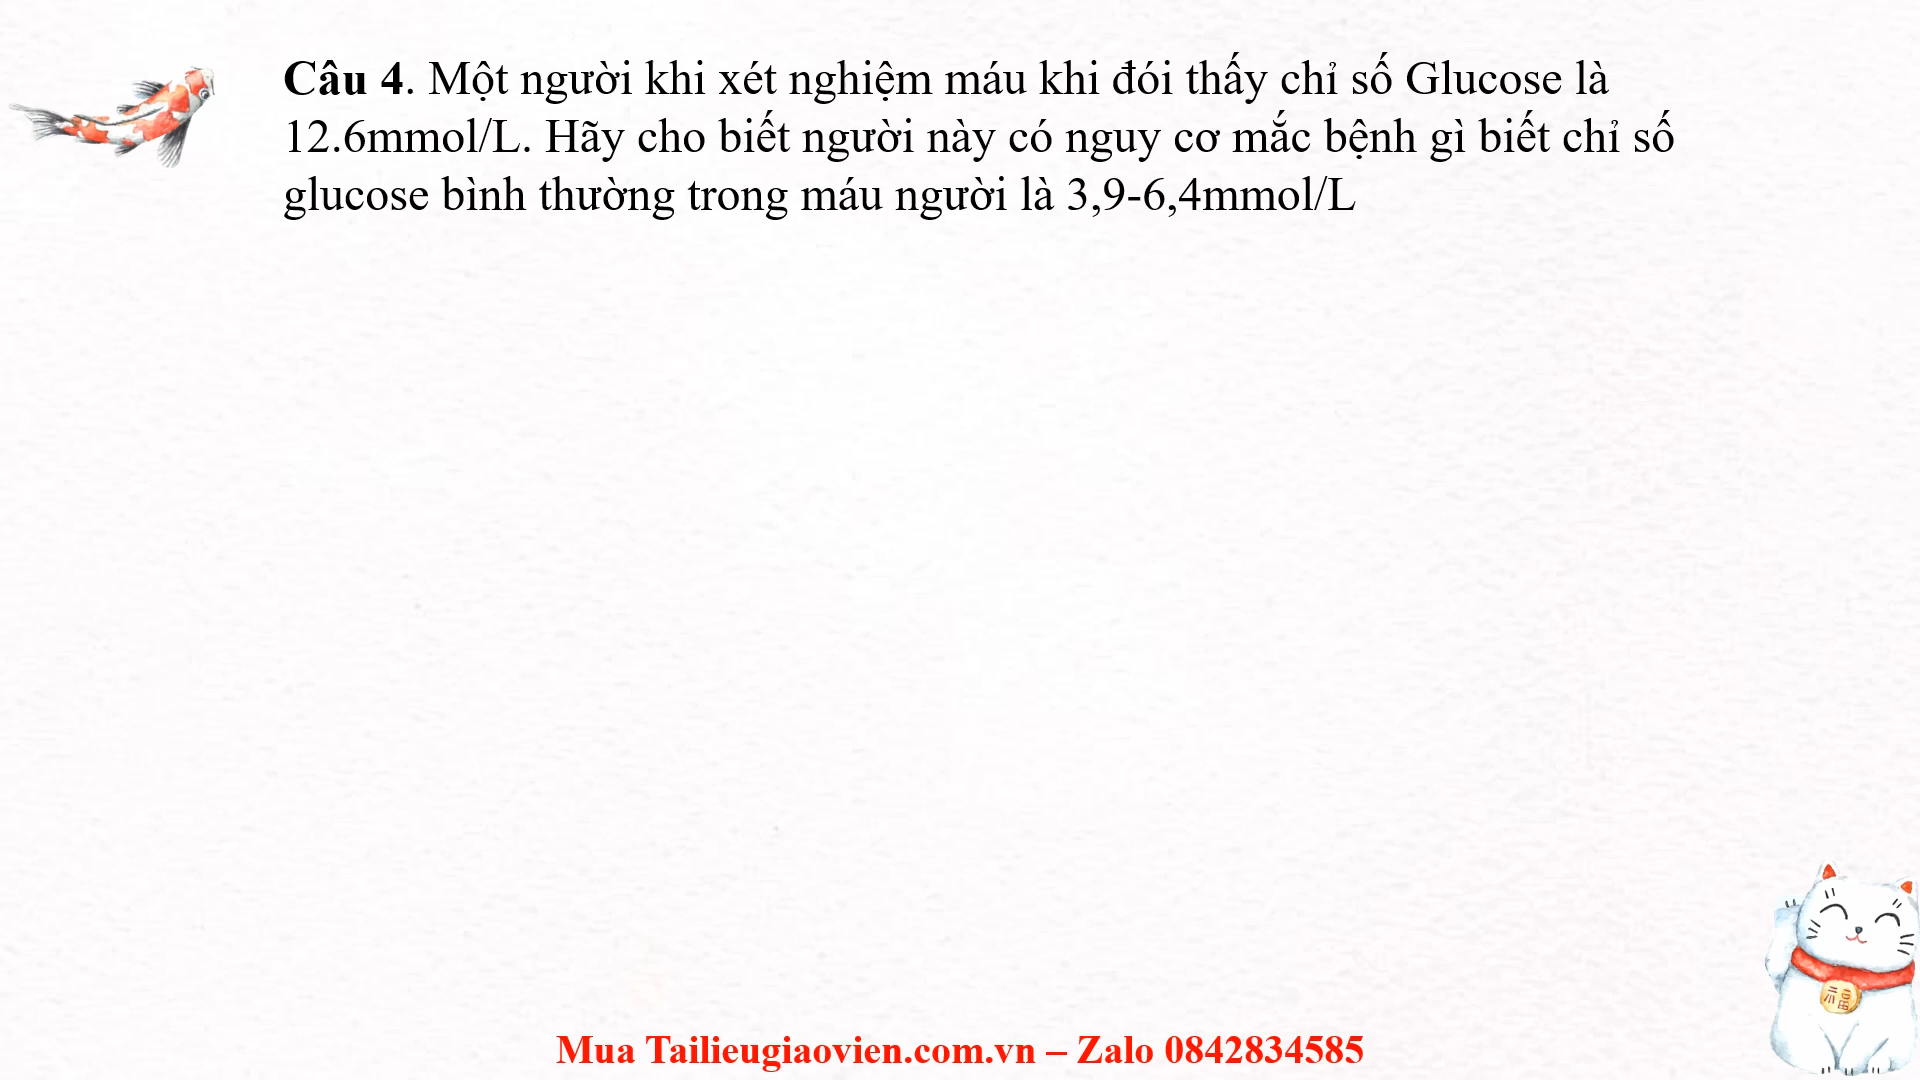 Câu 4. Một người khi xét nghiệm máu khi đói thấy chỉ số Glucose là
12.6mmol/L. Hãy cho biết người này có nguy cơ mắc bệnh gì biết chỉ số
glucose bình thường trong máu người là 3,9-6,4mmol/L
Mua Tailieugiaovien.com.vn – Zalo 0842834585